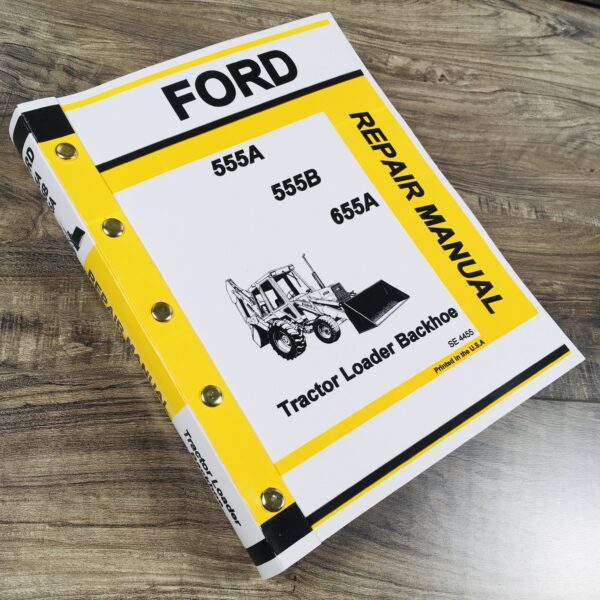 FORD
555A
555B
655A
REPAIR MANUAL
Tractor Loader Backhoe
SE 4455
Printed in the U.S.A
REPAIR MANUAL
Tractor Loader